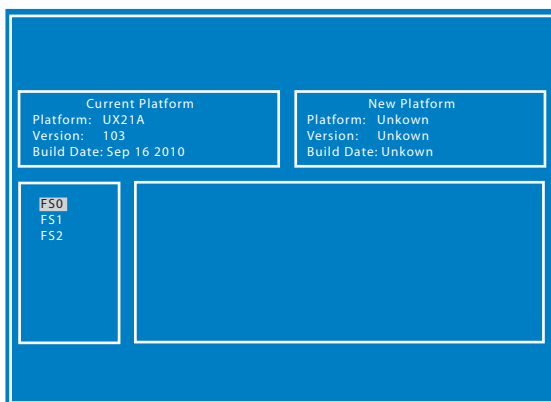 Current Platform
Platform: UX21A
Version: 103
Build Date: Sep 16 2010
New Platform
Platform: Unkown
Version: Unkown
Build Date: Unkown
FS0
FS1
FS2